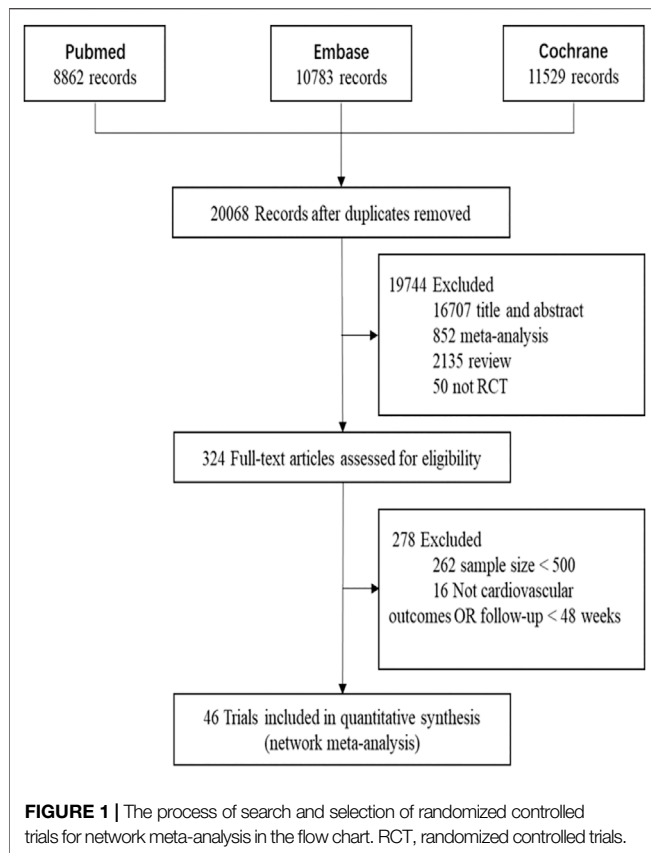 Pubmed
8862 records
Embase
10783 records
Cochrane
11529 records
20068 Records after duplicates removed
19744 Excluded
16707 title and abstract
852 meta-analysis
2135 review
50 not RCT
324 Full-text articles assessed for eligibility
278 Excluded
262 sample size < 500
16 Not cardiovascular
outcomes OR follow-up < 48 weeks
46 Trials included in quantitative synthesis
(network meta-analysis)
FIGURE 1 | The process of search and selection of randomized controlled
trials for network meta-analysis in the flow chart. RCT, randomized controlled trials.